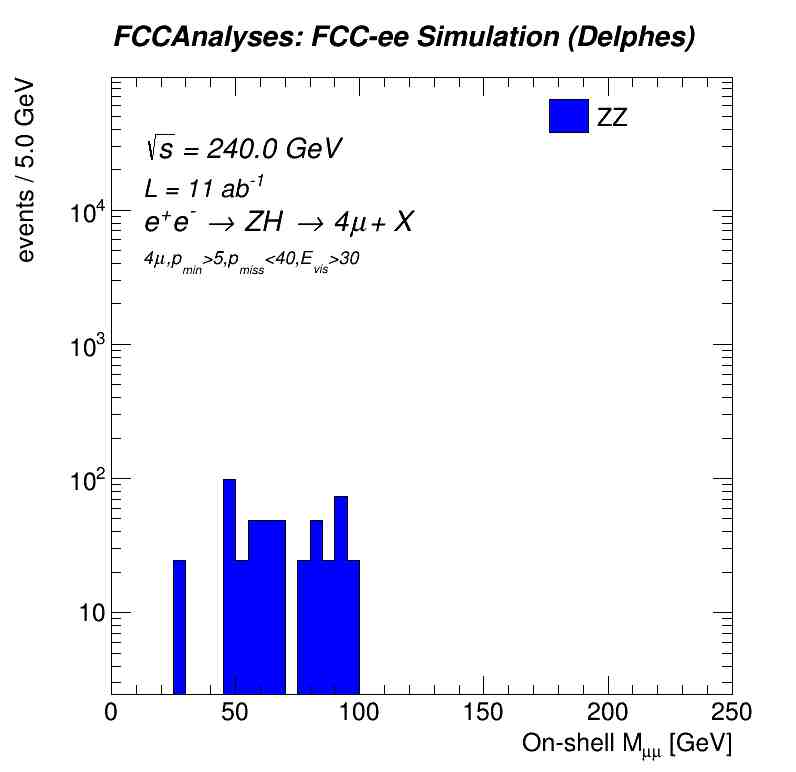 FCCAnalyses: FCC-ee Simulation (Delphes)
events / 5.0 GeV
ZZ
√s = 240.0 GeV
L = 11 ab⁻¹
e⁺e⁻ → ZH → 4μ + X
4μ,p_min>5,p_miss<40,E_vis>30
10⁴
10³
10²
10
0 50 100 150 200 250
On-shell M_μμ [GeV]